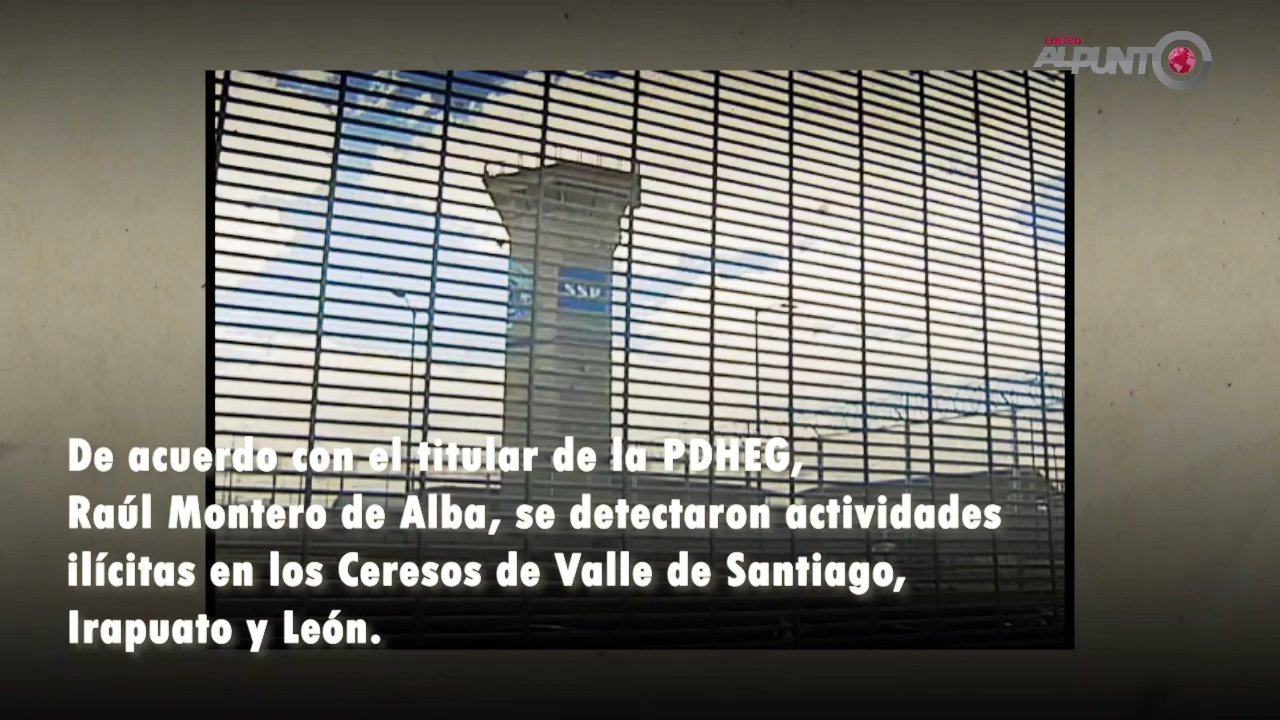 correo
ALPUNTO
SSP
De acuerdo con el titular de la PDHEG,
Raúl Montero de Alba, se detectaron actividades
ilícitas en los Ceresos de Valle de Santiago,
Irapuato y León.